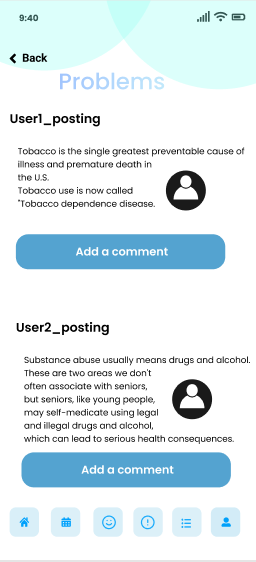 9:40
Back
Problems
User1_posting
Tobacco is the single greatest preventable cause of
illness and premature death in
the U.S.
Tobacco use is now called
"Tobacco dependence disease.
Add a comment
User2_posting
Substance abuse usually means drugs and alcohol.
These are two areas we don't
often associate with seniors,
but seniors, like young people,
may self-medicate using legal
and illegal drugs and alcohol,
which can lead to serious health consequences.
Add a comment